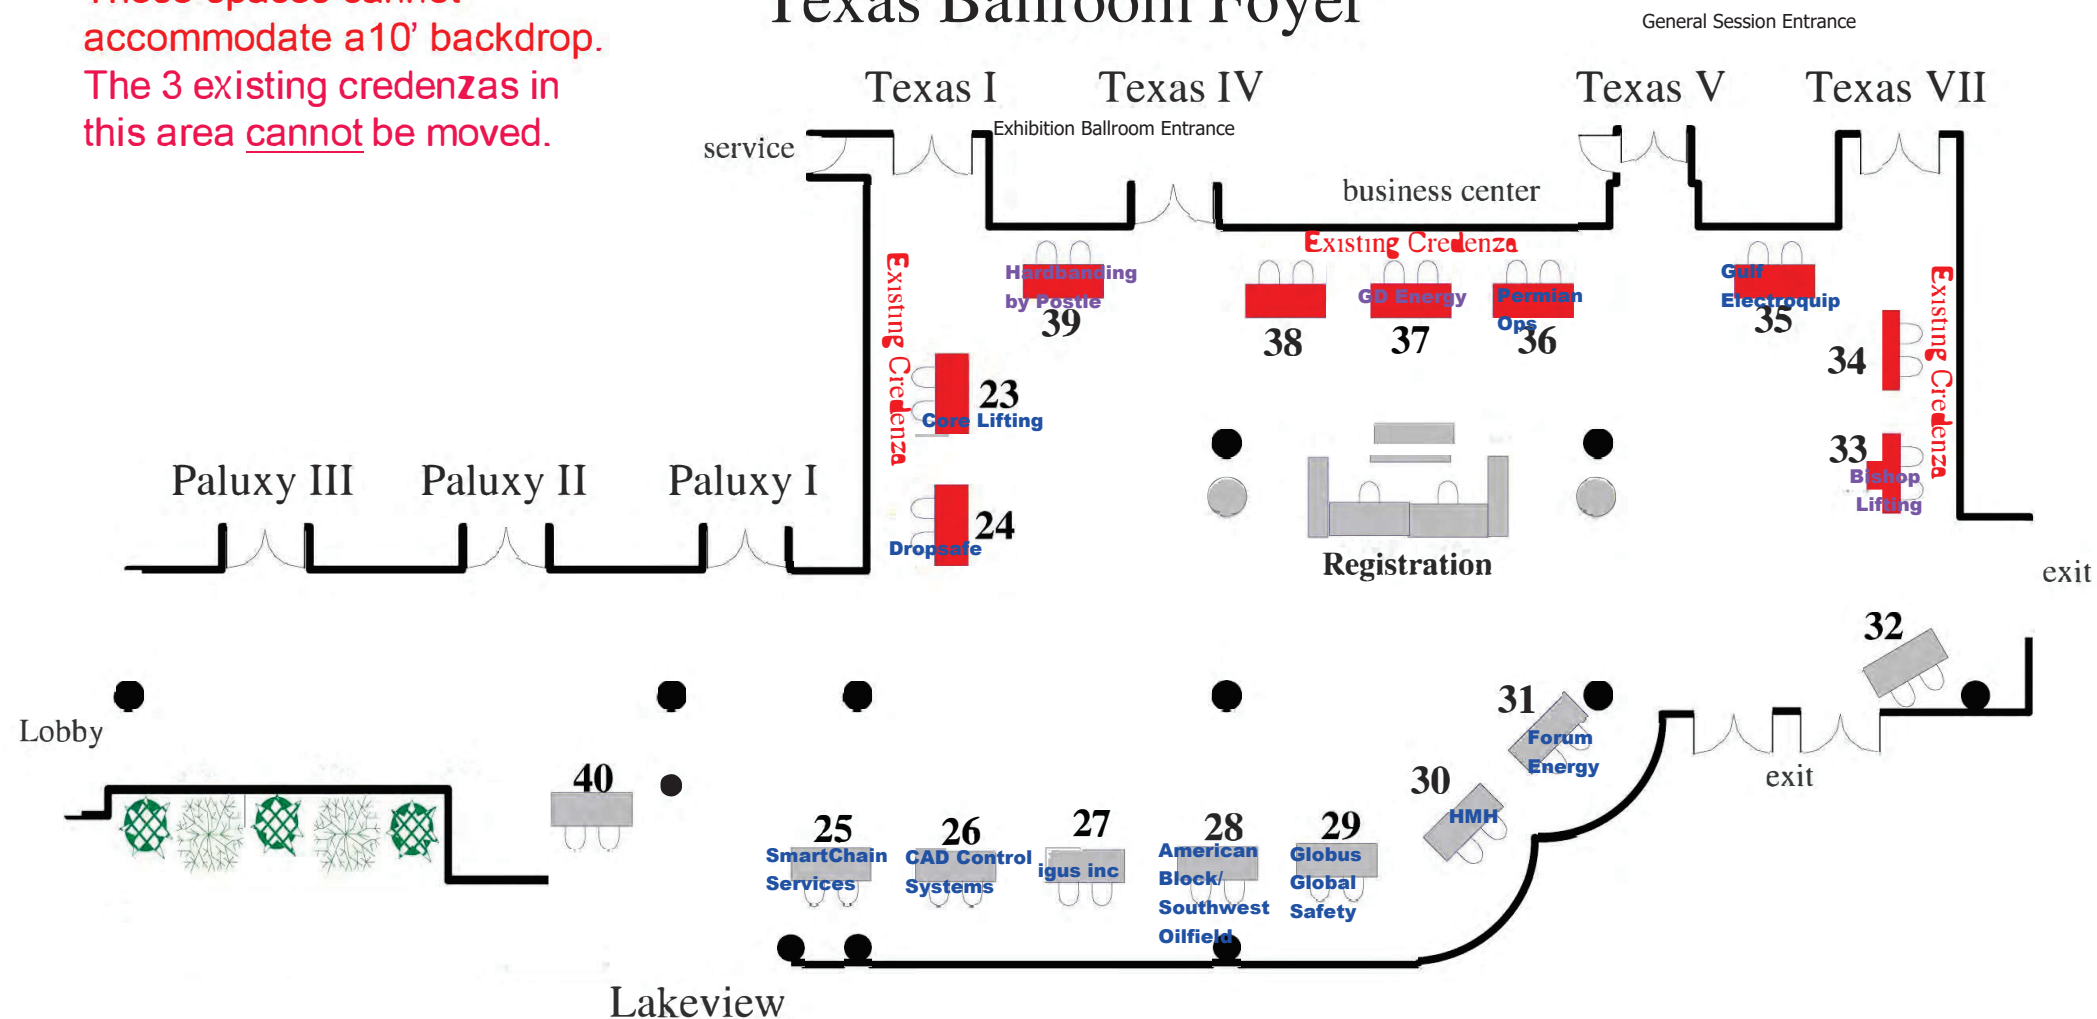 These spaces cannot
accommodate a10’ backdrop.
The 3 existing credenzas in
this area cannot be moved.
Texas Ballroom Foyer
General Session Entrance
Texas I
Texas IV
Texas V
Texas VII
Exhibition Ballroom Entrance
service
business center
Existing Credenza
Existing Credenza
Existing Credenza
Hardbanding
by Postle
39
38
GD Energy
37
Permian
Ops
36
Gulf
Electroquip
35
34
33
Bishop
Lifting
23
Core Lifting
24
Dropsafe
Paluxy III
Paluxy II
Paluxy I
Registration
exit
32
31
Forum
Energy
30
HMH
exit
Lobby
40
25
SmartChain
Services
26
CAD Control
Systems
27
igus inc
28
American
Block/
Southwest
Oilfield
29
Globus
Global
Safety
Lakeview